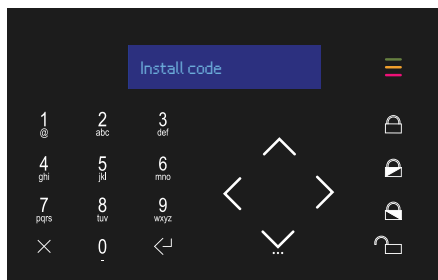 Install code
1 2 3
@ abc def
4 5 6
ghi jkl mno
7 8 9
pqrs tuv wxyz
0
-
...